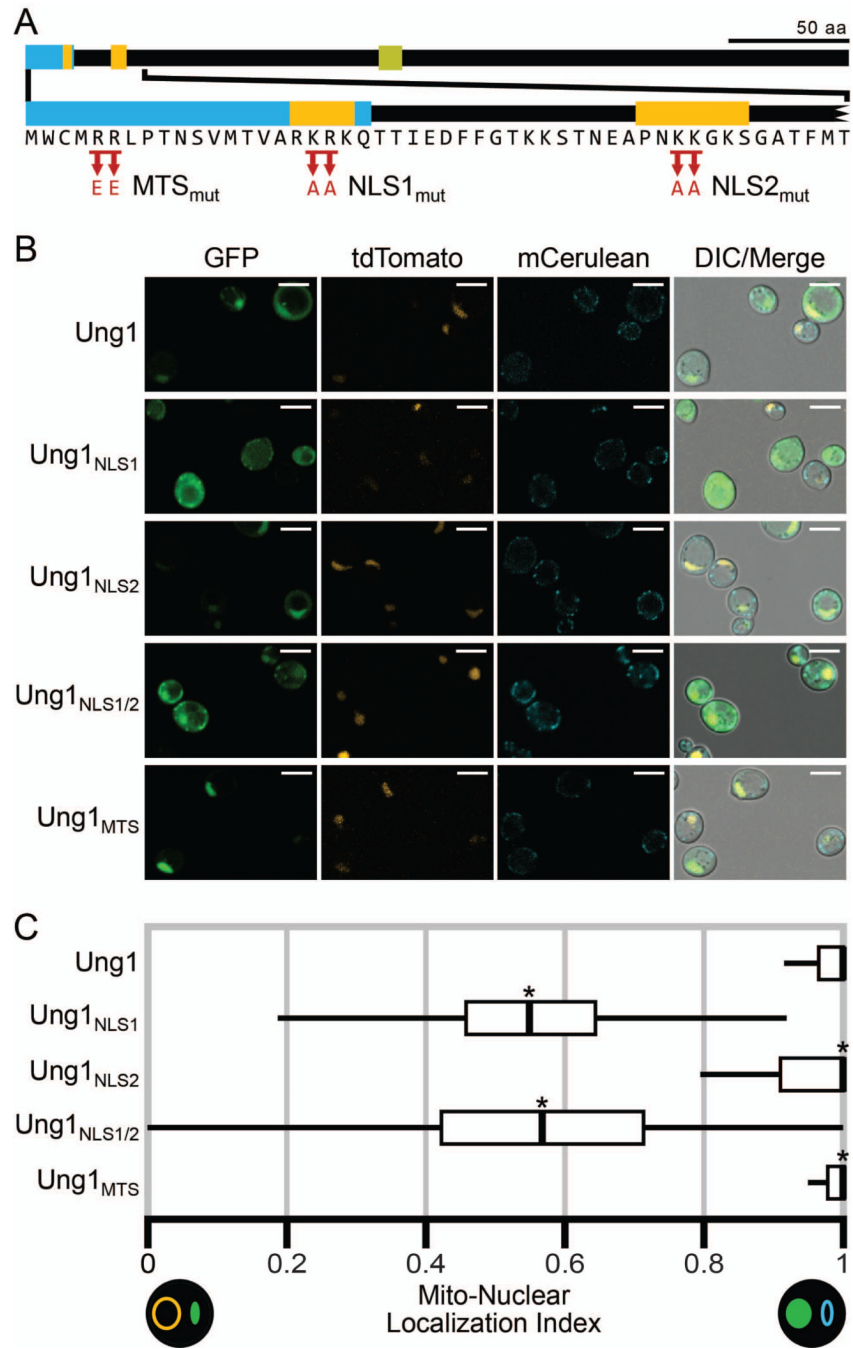 A
50 aa
MWCMRRLPTNSVMTVARKRKQTTIEDFFGTKKSTNEAPNKKGKSGATFMT
E E MTSmut A A NLS1mut A A NLS2mut
B
GFP tdTomato mCerulean DIC/Merge
Ung1
Ung1NLS1
Ung1NLS2
Ung1NLS1/2
Ung1MTS
C
Ung1
*
Ung1NLS1
*
Ung1NLS2
*
Ung1NLS1/2
*
Ung1MTS
0 0.2 0.4 0.6 0.8 1
Mito-Nuclear
Localization Index